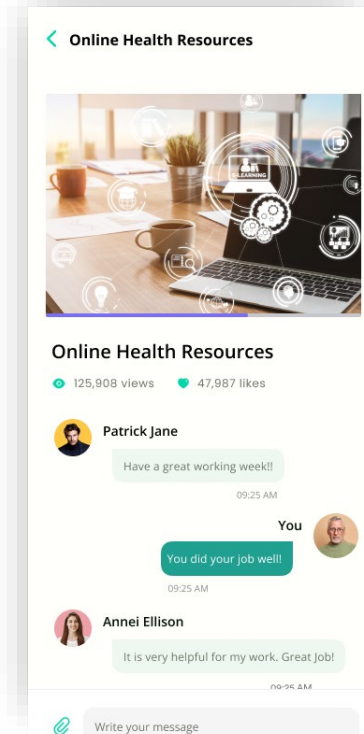 Online Health Resources
E-LEARNING
Online Health Resources
125,908 views 47,987 likes
Patrick Jane
Have a great working week!!
09:25 AM
You
You did your job well!
09:25 AM
Annei Ellison
It is very helpful for my work. Great Job!
09:25 AM
Write your message